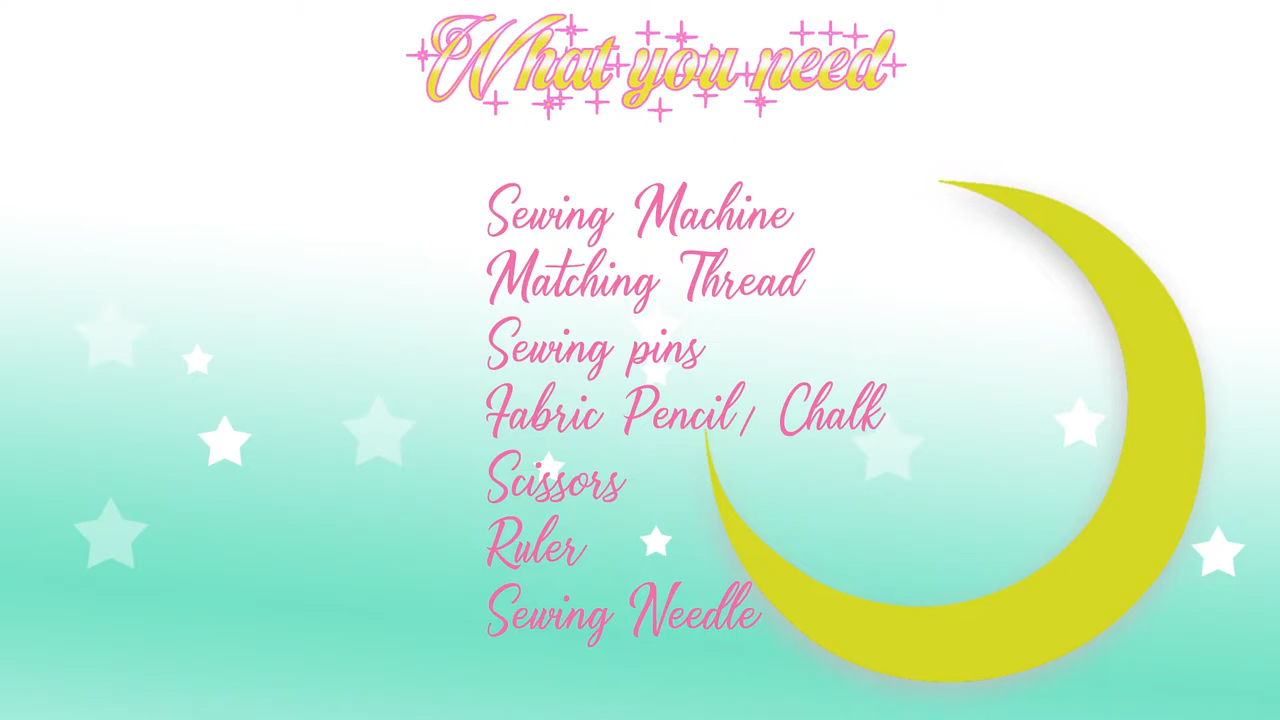 What you need
Sewing Machine
Matching Thread
Sewing pins
Fabric Pencil/ Chalk
Scissors
Ruler
Sewing Needle